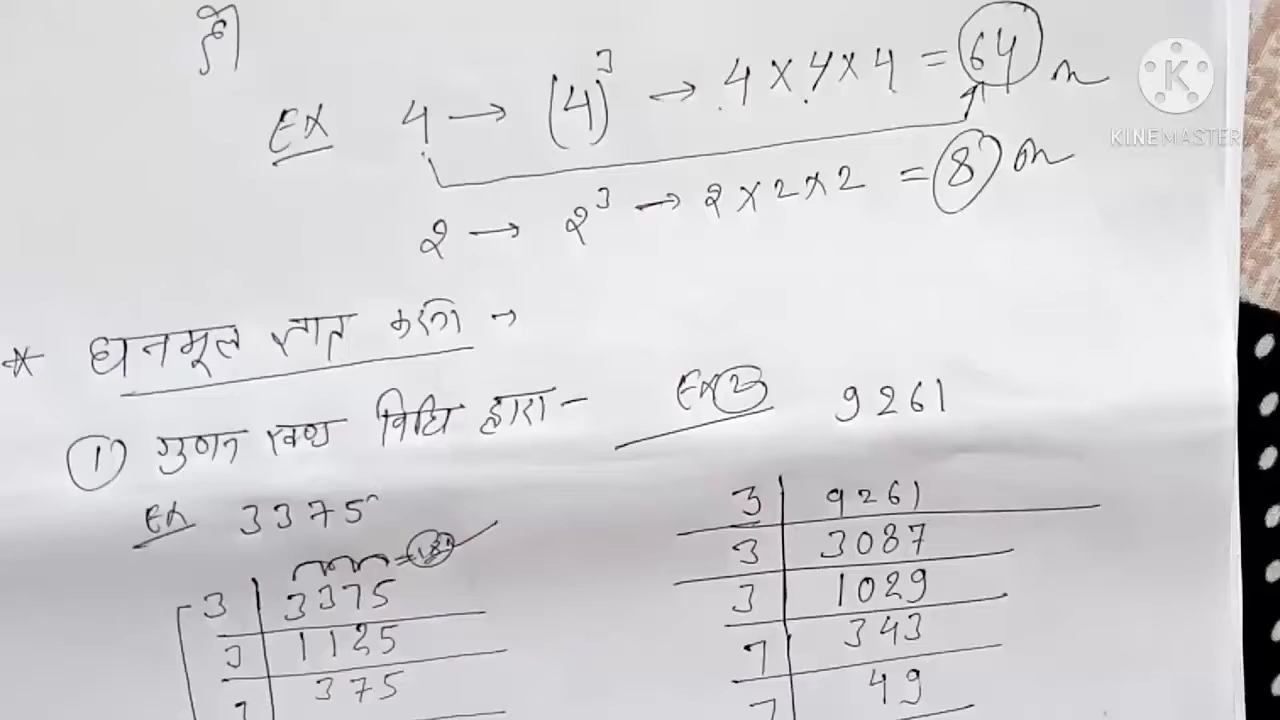 है।
Ex 4 → (4)³ → 4 × 4 × 4 = 64
2 → 2³ → 2 × 2 × 2 = 8
* घनमूल ज्ञात करना →
① गुणन खण्ड विधि द्वारा -
Ex 3375
3 | 3375
3 | 1125
375
Ex ② 9261
3 | 9261
3 | 3087
3 | 1029
7 | 343
7 | 49
K
KINEMASTER